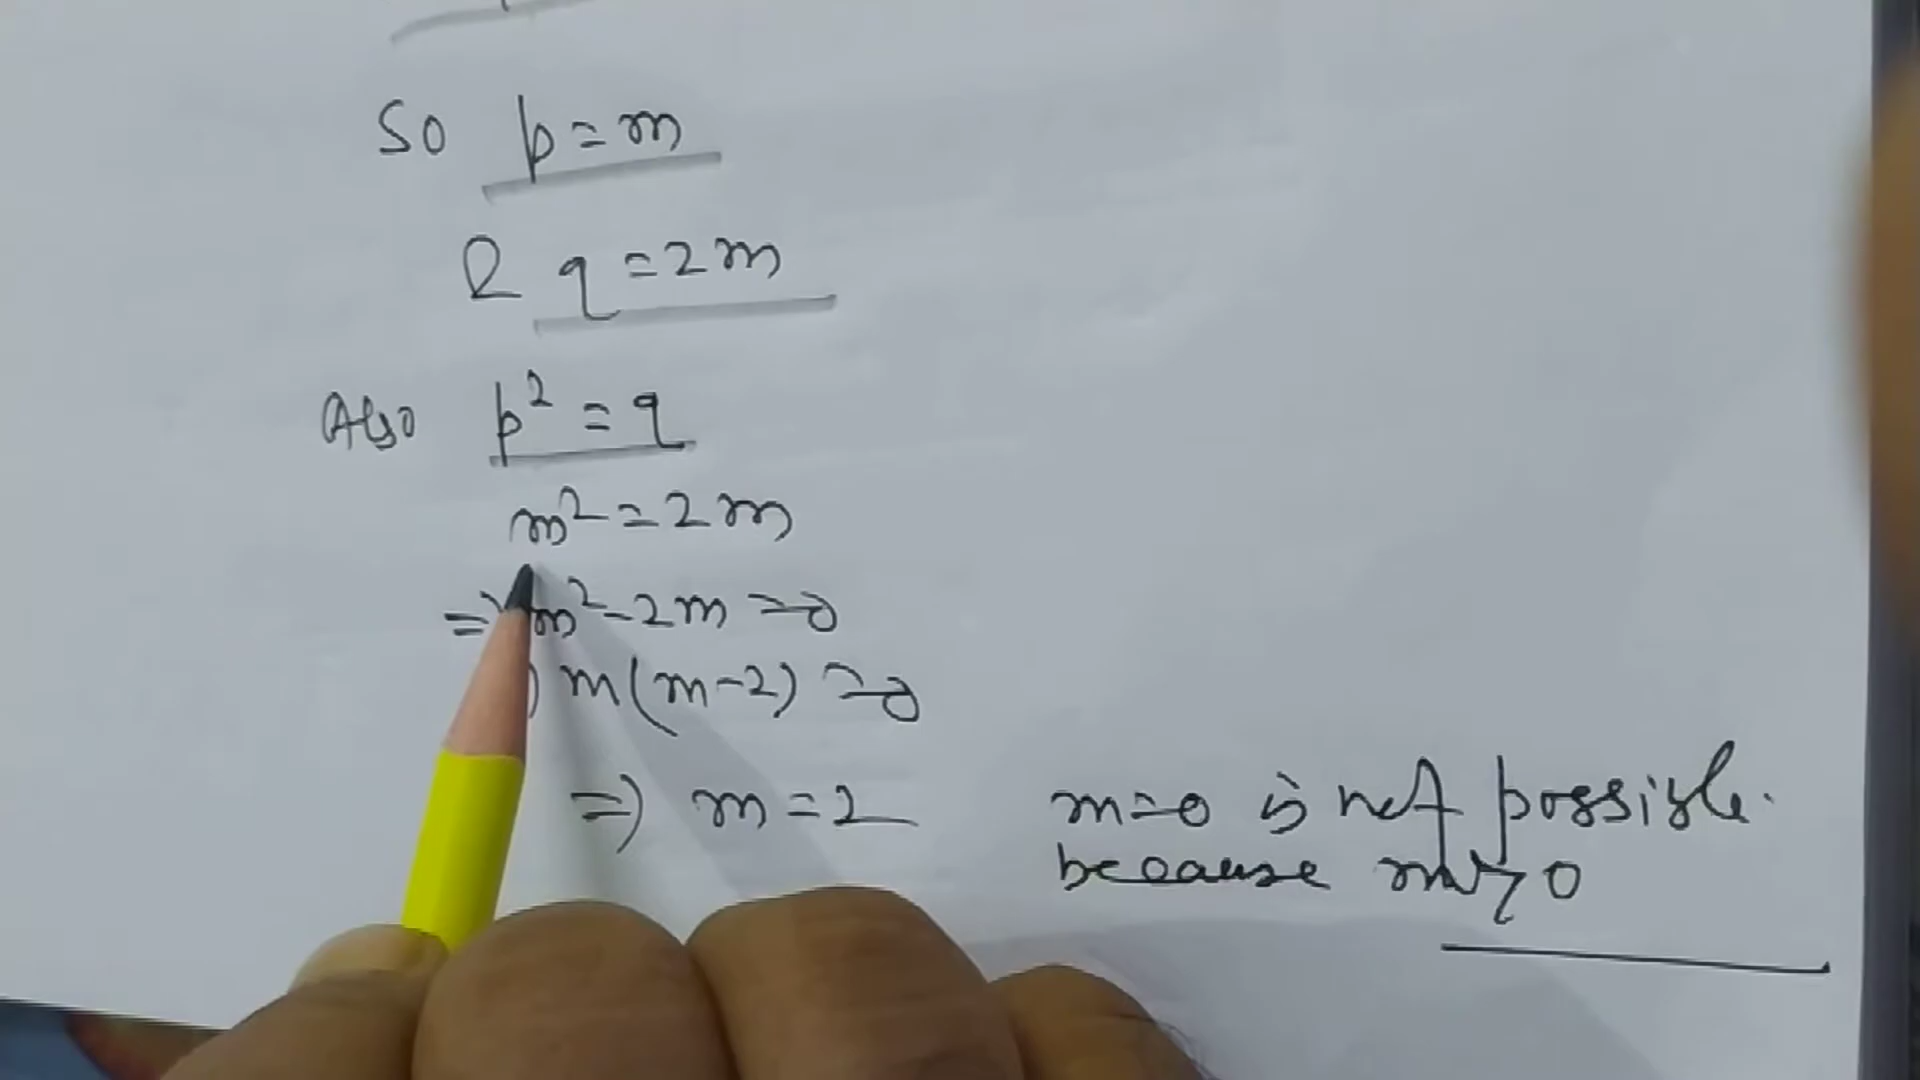 So p=m
& q=2m
Also p²=q
m²=2m
=> m²-2m=0
m(m-2)=0
=> m=2
m=0 is not possible.
because m>0